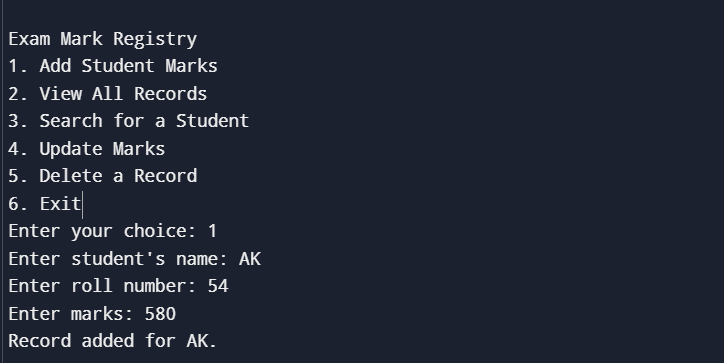 Exam Mark Registry
1. Add Student Marks
2. View All Records
3. Search for a Student
4. Update Marks
5. Delete a Record
6. Exit
Enter your choice: 1
Enter student's name: AK
Enter roll number: 54
Enter marks: 580
Record added for AK.